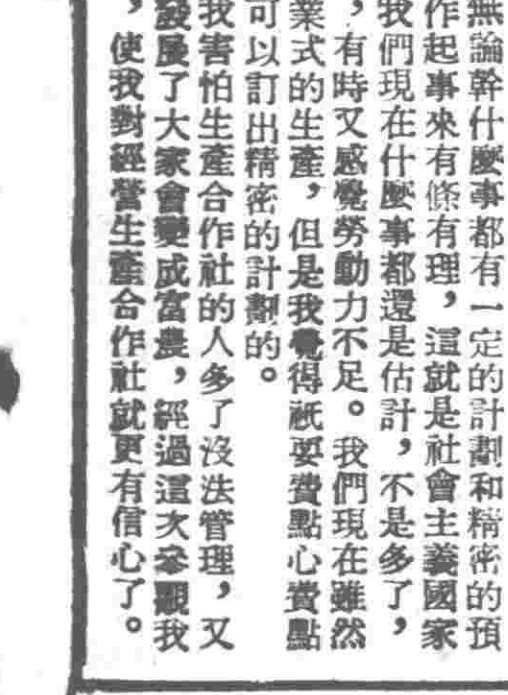 無論幹什麼事都有一定的計劃和精密的預
作起事來有條有理，這就是社會主義國家
我們現在什麼事都還是估計，不是多了，
，有時又感覺勞動力不足。我們現在雖然
業式的生產，但是我覺得祇要費點心費點
可以訂出精密的計劃的。
我害怕生產合作社的人多了沒法管理，又
發展了大家會變成富農，經過這次參觀我
，使我對經營生產合作社就更有信心了。